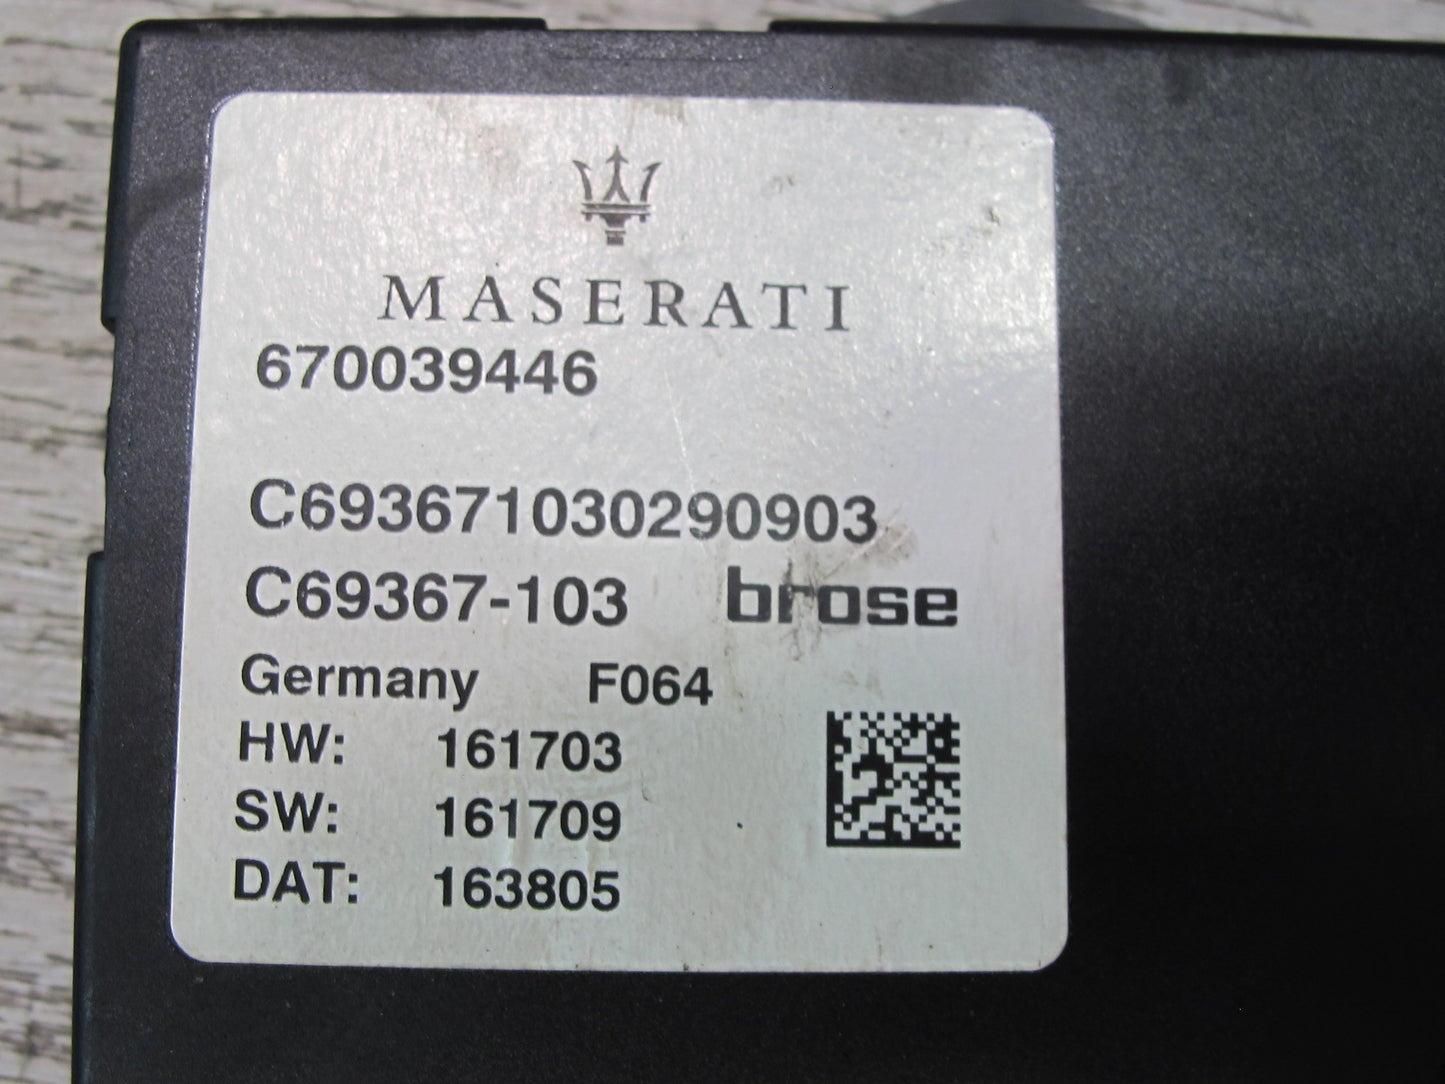 MASERATI
670039446
C693671030290903
C69367-103 brose
Germany F064
HW: 161703
SW: 161709
DAT: 163805